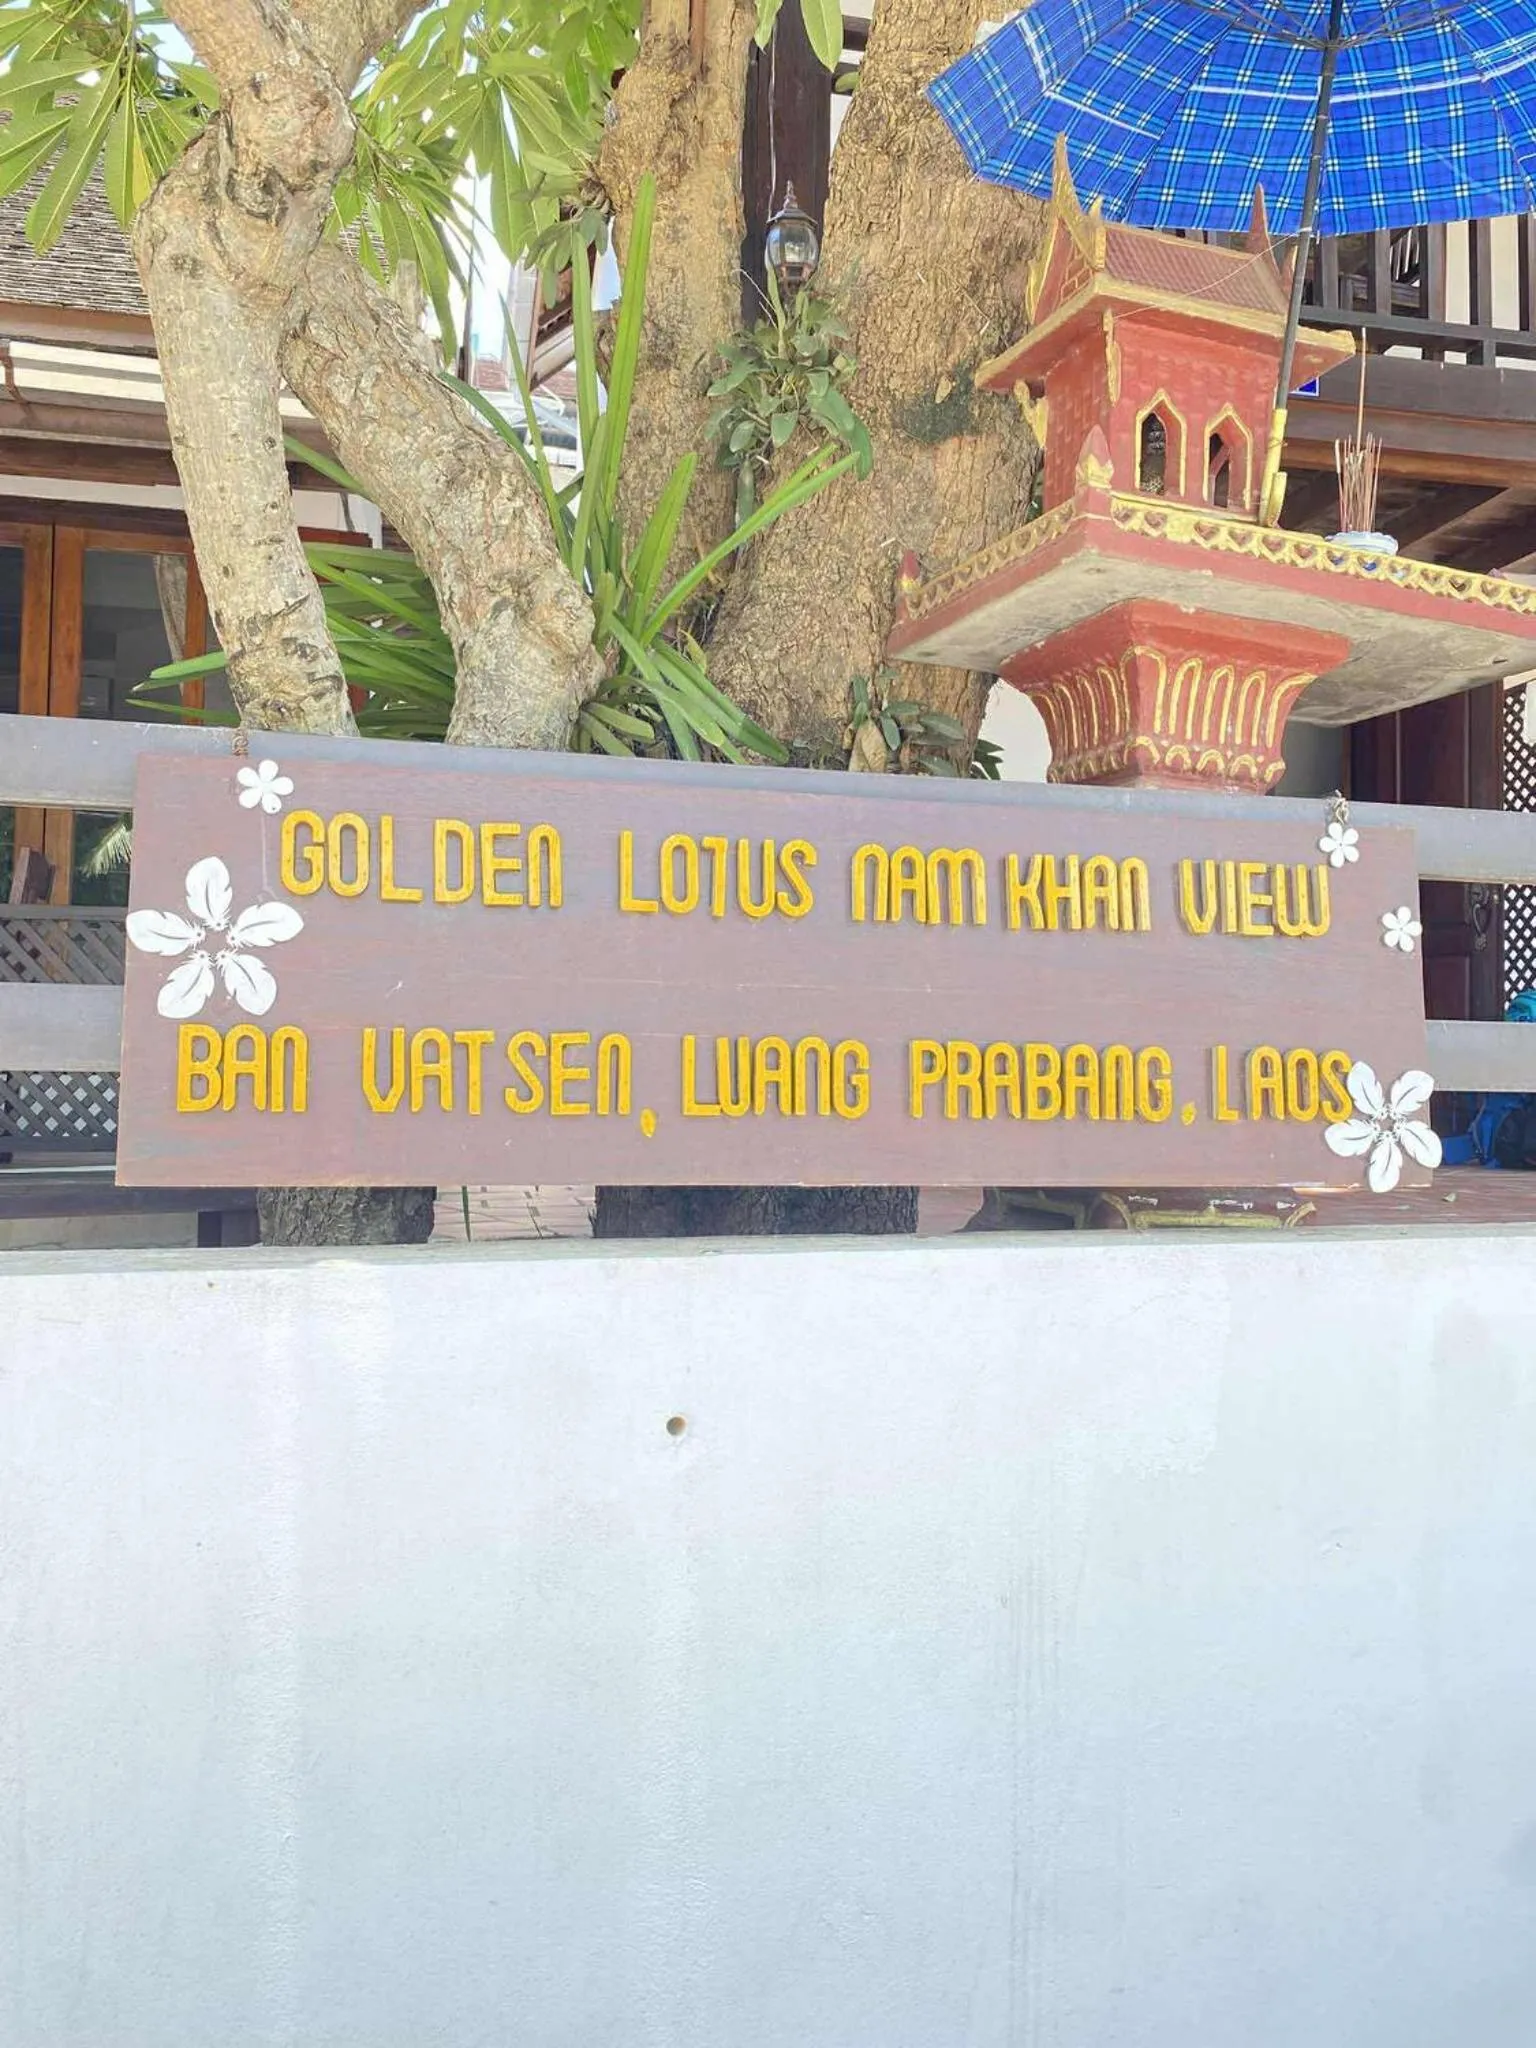 GOLDEN LOTUS NAM KHAN VIEW
BAN VATSEN, LUANG PRABANG, LAOS